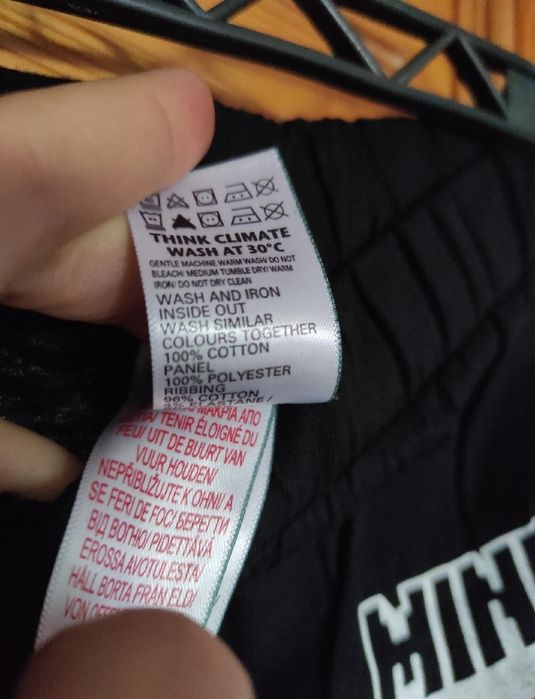 THINK CLIMATE
WASH AT 30°C
GENTLE MACHINE WARM WASH/ DO NOT
BLEACH/ MEDIUM TUMBLE DRY/ WARM
IRON/ DO NOT DRY CLEAN
WASH AND IRON
INSIDE OUT
WASH SIMILAR
COLOURS TOGETHER
100% COTTON
PANEL
100% POLYESTER
RIBBING
96% COTTON
ELASTANE/
ΜΑΚΡΙΑ ΑΠΟ
TENIR ÉLOIGNÉ DU
FEU/ UIT DE BUURT VAN
VUUR HOUDEN/
NEPŘIBLIŽUJTE K OHNI/ A
SE FERI DE FOC/ БЕРЕГТИ
ВІД ВОГНЮ/ PIDETTÄVÄ
EROSSA AVOTULESTA/
HÅLL BORTA FRÅN ELD/
VON
MIN